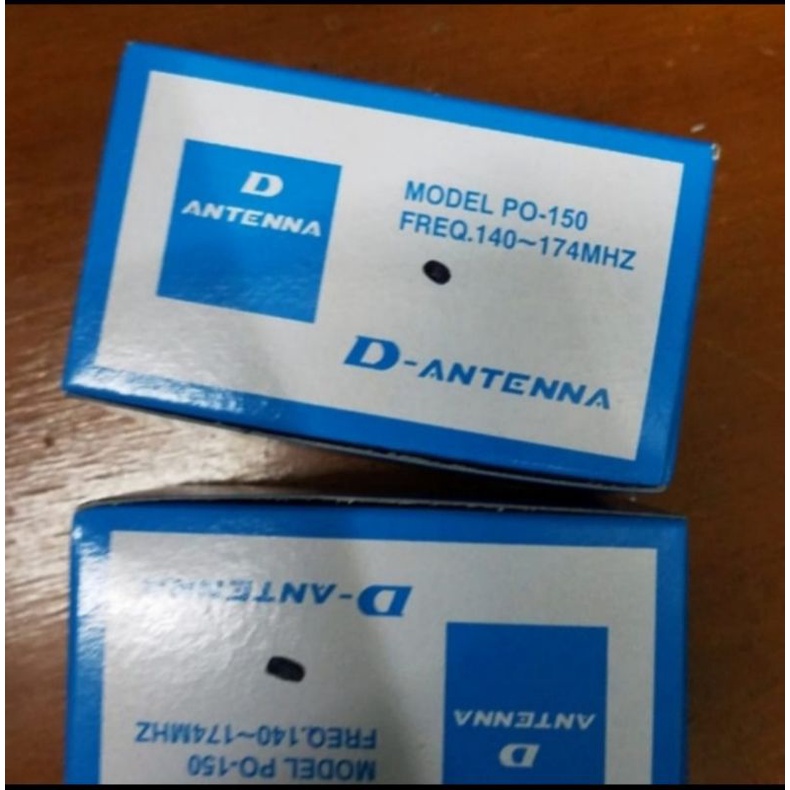 D
ANTENNA
MODEL PO-150
FREQ.140~174MHZ
D-ANTENNA
D-ANTENNA
D
ANTENNA
MODEL PO-150
FREQ.140~174MHZ